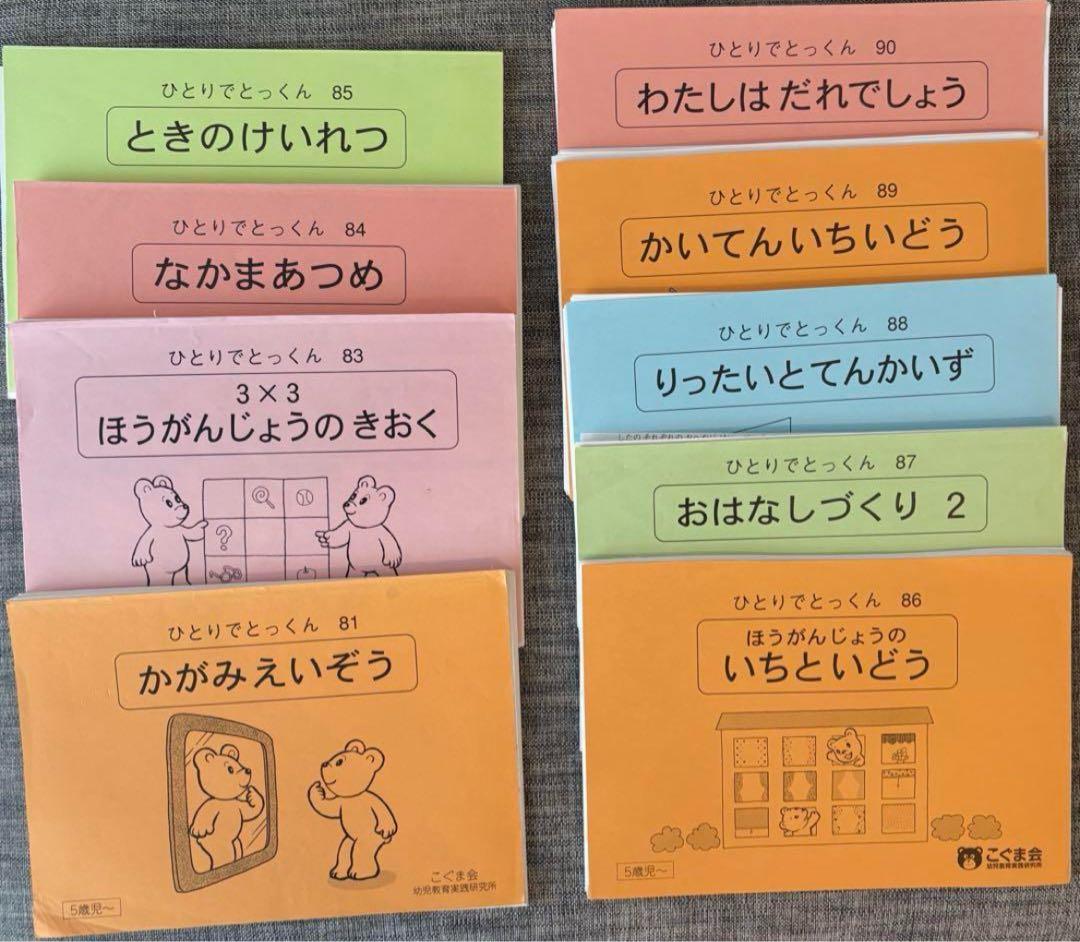 ひとりでとっくん 85
ときのけいれつ
ひとりでとっくん 84
なかまあつめ
ひとりでとっくん 83
3×3
ほうがんじょうの きおく
?
ひとりでとっくん 81
かがみえいぞう
こぐま会
幼児教育実践研究所
5歳児～
ひとりでとっくん 90
わたしは だれでしょう
ひとりでとっくん 89
かいてん いちいどう
ひとりでとっくん 88
りったいと てんかいず
ひとりでとっくん 87
おはなしづくり 2
ひとりでとっくん 86
ほうがんじょうの
いちといどう
こぐま会
幼児教育実践研究所
5歳児～